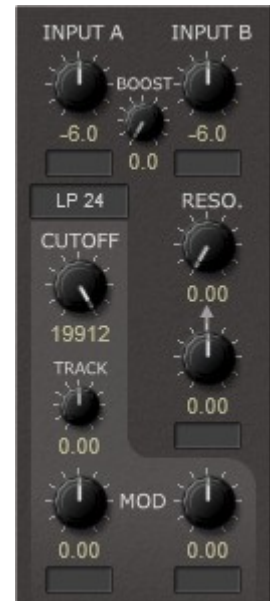 INPUT A INPUT B
BOOST
-6.0 -6.0
0.0
LP 24 RESO.
CUTOFF
0.00
19912
TRACK
0.00 0.00
MOD
0.00 0.00